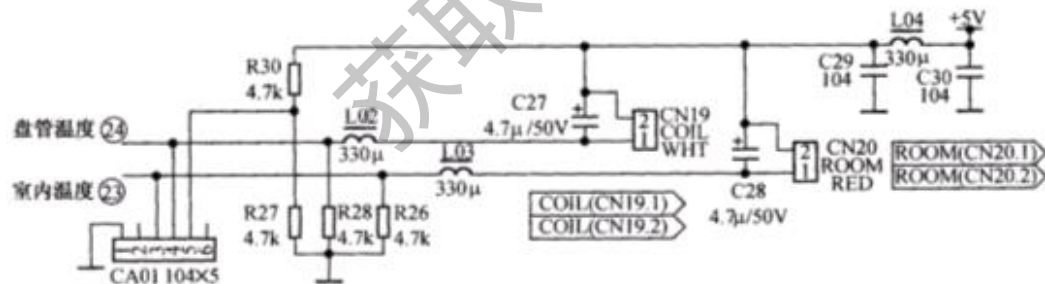 L04
+5V
R30
4.7k
C29
104
330μ
C30
104
C27
4.7μ/50V
2
1
CN19
COIL
WHT
盘管温度 24
L02
330μ
2
1
CN20
ROOM
RED
ROOM(CN20.1)
ROOM(CN20.2)
室内温度 23
L03
330μ
C28
4.7μ/50V
COIL(CN19.1)
COIL(CN19.2)
R27
4.7k
R28
4.7k
R26
4.7k
CA01 104X5
获联